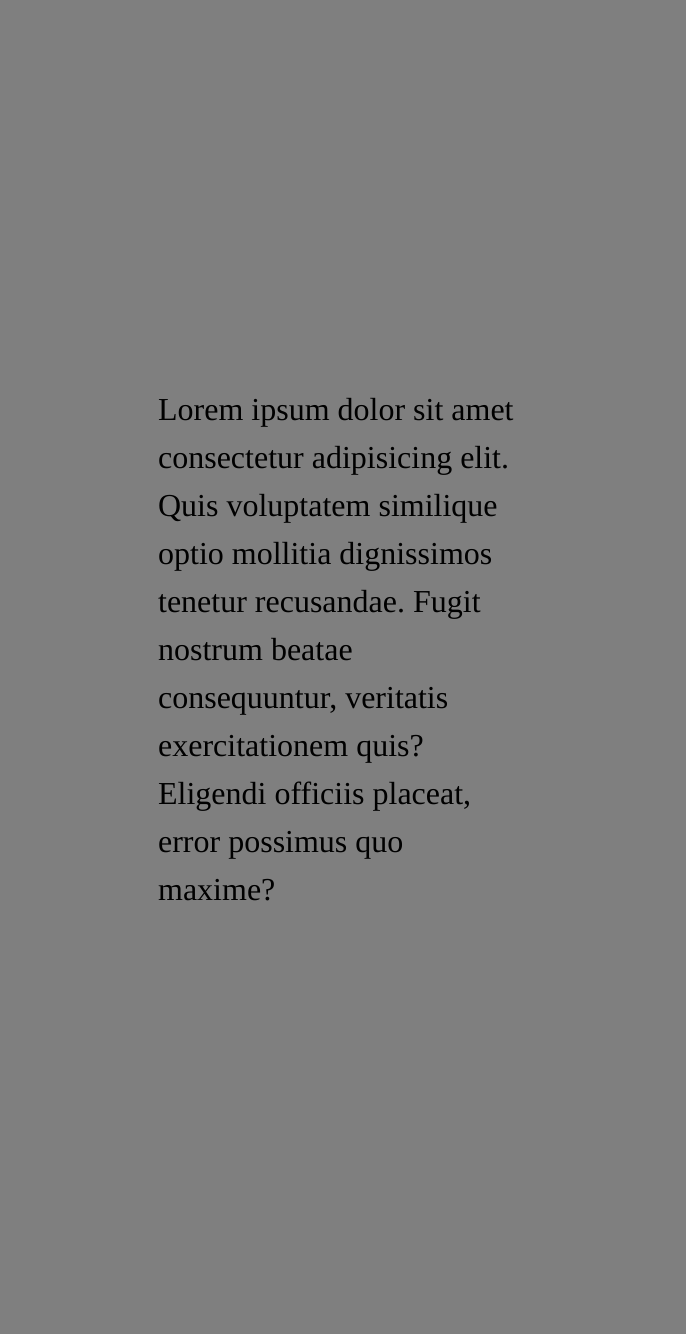 Lorem ipsum dolor sit amet
consectetur adipisicing elit.
Quis voluptatem similique
optio mollitia dignissimos
tenetur recusandae. Fugit
nostrum beatae
consequuntur, veritatis
exercitationem quis?
Eligendi officiis placeat,
error possimus quo
maxime?